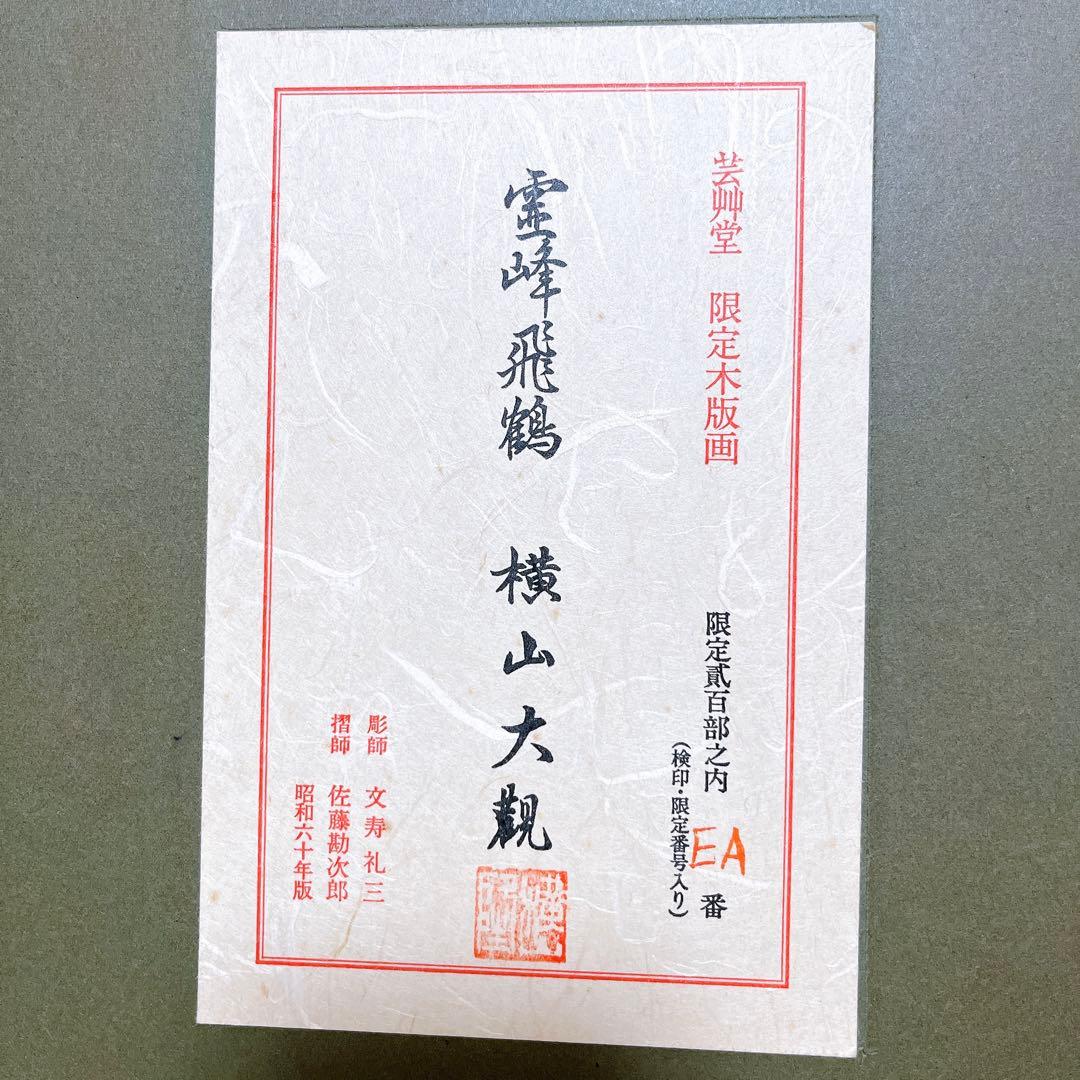 芸艸堂 限定木版画
限定貳百部之内 EA 番
(検印・限定番号入り)
霊峰飛鶴 横山大観
彫師 文寿礼三
摺師 佐藤勘次郎
昭和六十年版